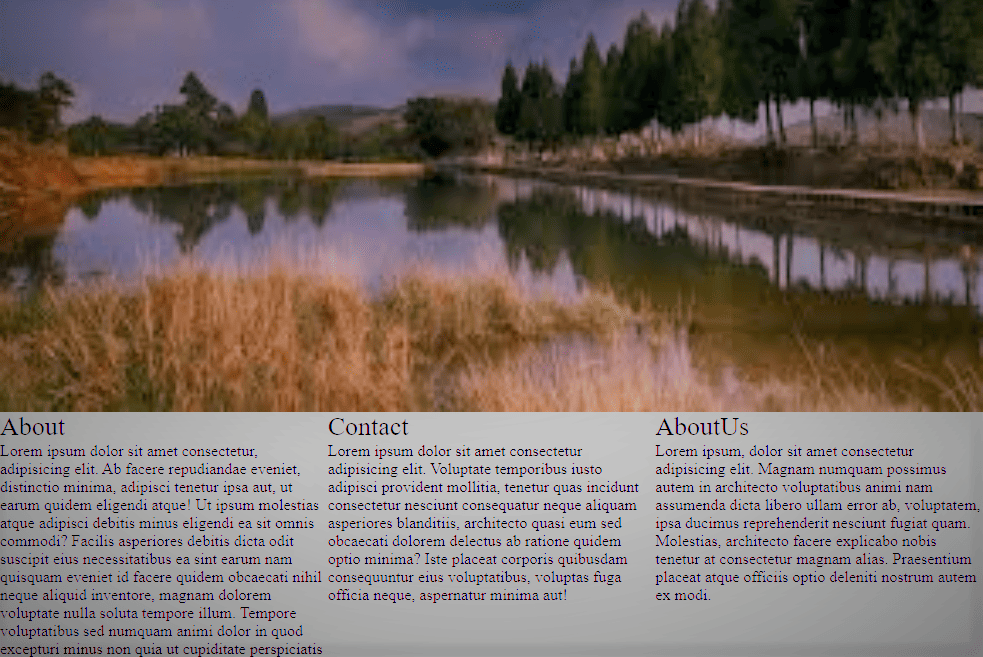 About
Lorem ipsum dolor sit amet consectetur,
adipisicing elit. Ab facere repudiandae eveniet,
distinctio minima, adipisci tenetur ipsa aut, ut
earum quidem eligendi atque! Ut ipsum molestias
atque adipisci debitis minus eligendi ea sit omnis
commodi? Facilis asperiores debitis dicta odit
suscipit eius necessitatibus ea sint earum nam
quisquam eveniet id facere quidem obcaecati nihil
neque aliquid inventore, magnam dolorem
voluptate nulla soluta tempore illum. Tempore
voluptatibus sed numquam animi dolor in quod
excepturi minus non quia ut cupiditate perspiciatis
Contact
Lorem ipsum dolor sit amet consectetur
adipisicing elit. Voluptate temporibus iusto
adipisci provident mollitia, tenetur quas incidunt
consectetur nesciunt consequatur neque aliquam
asperiores blanditiis, architecto quasi eum sed
obcaecati dolorem delectus ab ratione quidem
optio minima? Iste placeat corporis quibusdam
consequuntur eius voluptatibus, voluptas fuga
officia neque, aspernatur minima aut!
AboutUs
Lorem ipsum, dolor sit amet consectetur
adipisicing elit. Magnam numquam possimus
autem in architecto voluptatibus animi nam
assumenda dicta libero ullam error ab, voluptatem,
ipsa ducimus reprehenderit nesciunt fugiat quam.
Molestias, architecto facere explicabo nobis
tenetur at consectetur magnam alias. Praesentium
placeat atque officiis optio deleniti nostrum autem
ex modi.